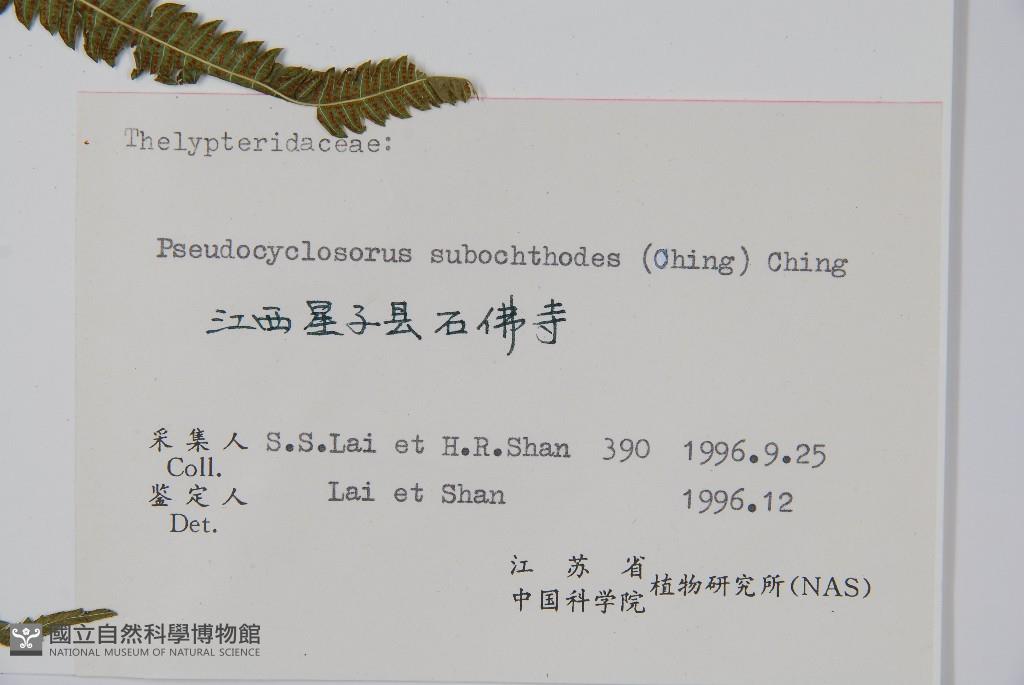 Thelypteridaceae:
Pseudocyclosorus subochthodes (Ching) Ching
江西星子县石佛寺
采集人 S.S.Lai et H.R.Shan 390 1996.9.25
Coll.
鉴定人 Lai et Shan 1996.12
Det.
江苏省
中国科学院植物研究所(NAS)
國立自然科學博物館
NATIONAL MUSEUM OF NATURAL SCIENCE